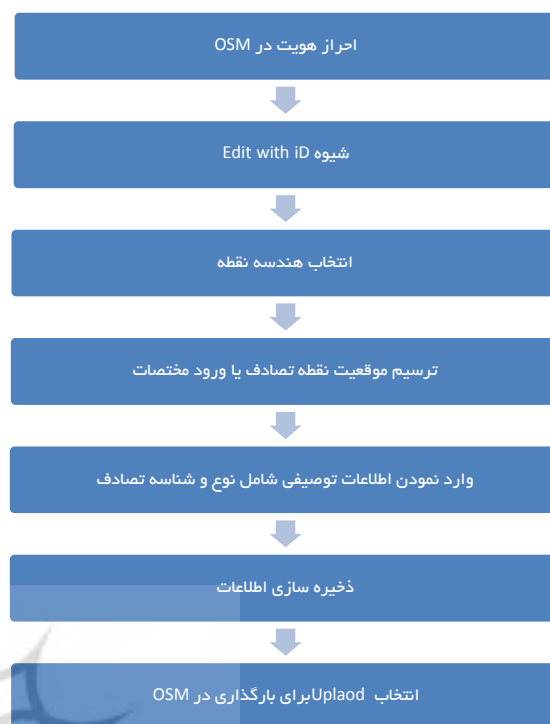 احراز هویت در OSM
شیوه Edit with iD
انتخاب هندسه نقطه
ترسیم موقعیت نقطه تصادف یا ورود مختصات
وارد نمودن اطلاعات توصیفی شامل نوع و شناسه تصادف
ذخیره سازی اطلاعات
انتخاب Uplaodبرای بارگذاری در OSM